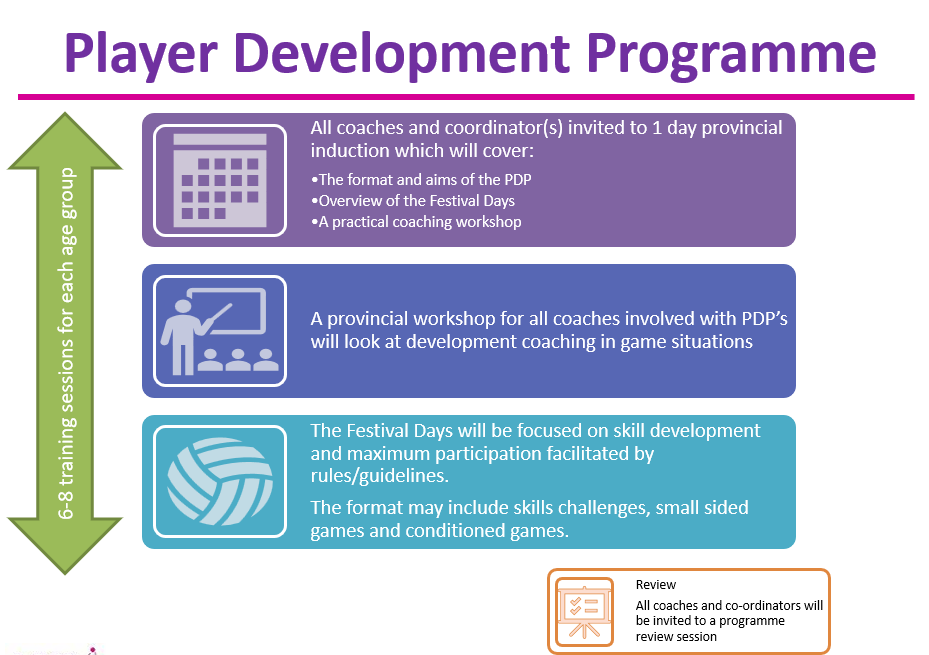 Player Development Programme
6-8 training sessions for each age group
All coaches and coordinator(s) invited to 1 day provincial
induction which will cover:
•The format and aims of the PDP
•Overview of the Festival Days
•A practical coaching workshop
A provincial workshop for all coaches involved with PDP’s
will look at development coaching in game situations
The Festival Days will be focused on skill development
and maximum participation facilitated by
rules/guidelines.
The format may include skills challenges, small sided
games and conditioned games.
Review
All coaches and co-ordinators will
be invited to a programme
review session